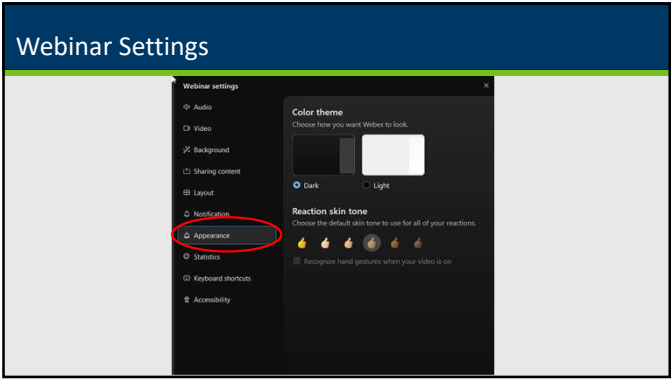 Webinar Settings
Webinar settings
Audio
Video
Background
Sharing content
Layout
Notification
Appearance
Statistics
Keyboard shortcuts
Accessibility
Color theme
Choose how you want Webex to look.
Dark
Light
Reaction skin tone
Choose the default skin tone to use for all of your reactions.
Recognize hand gestures when your video is on